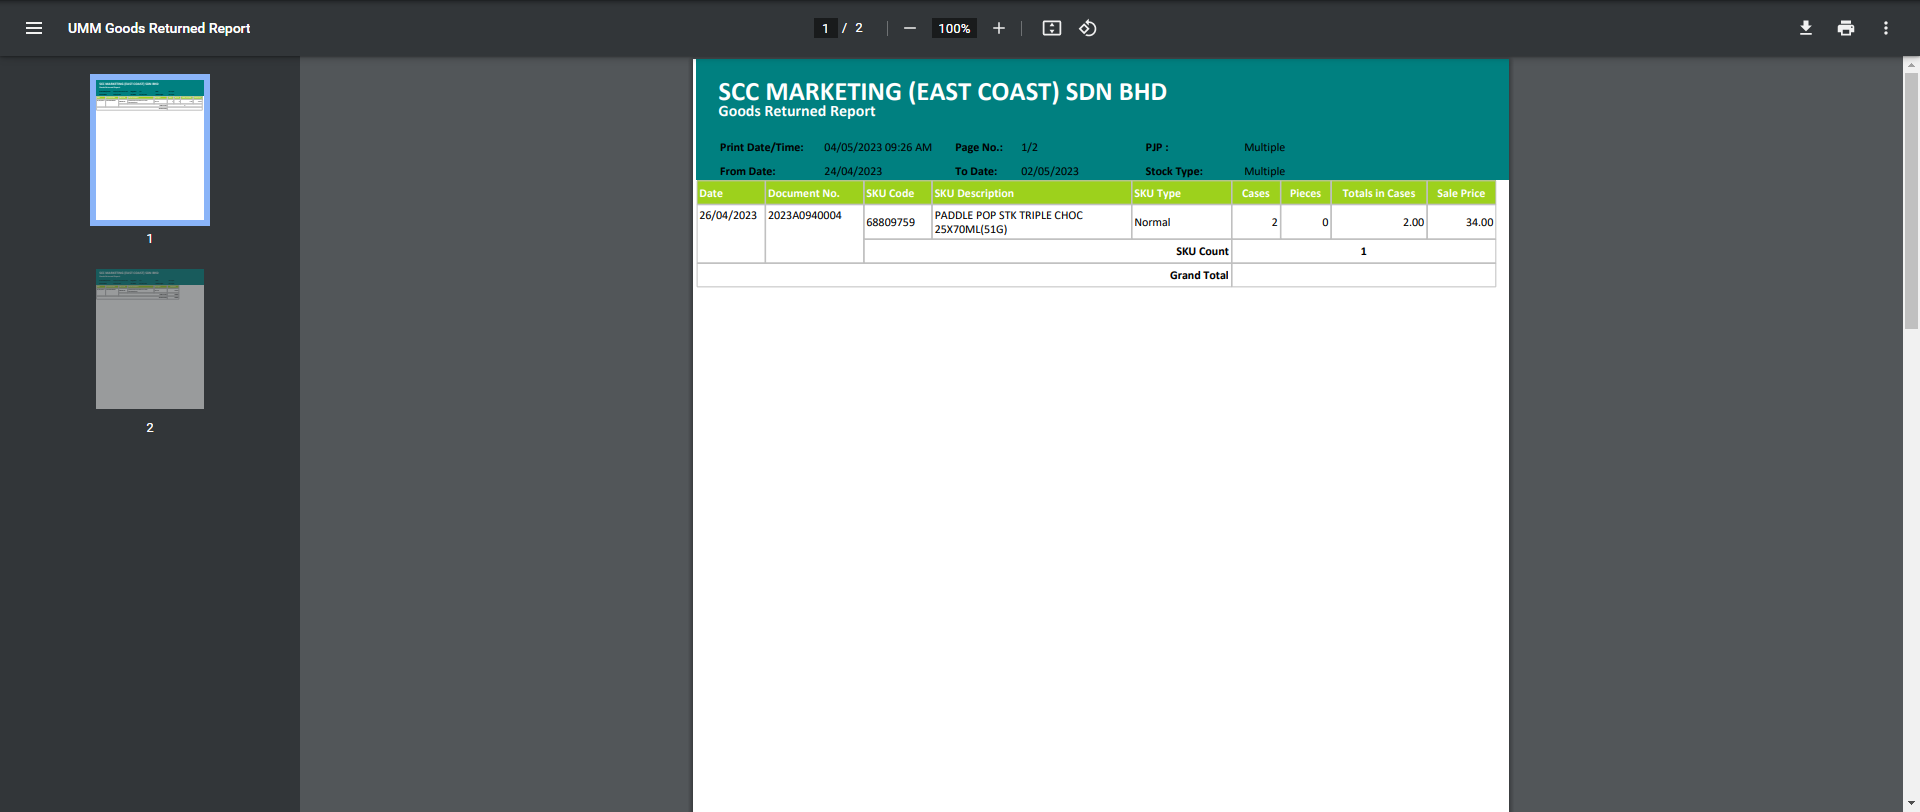 UMM Goods Returned Report
1 / 2
100%
1
2
SCC MARKETING (EAST COAST) SDN BHD
Goods Returned Report
Print Date/Time: 04/05/2023 09:26 AM Page No.: 1/2 PJP : Multiple
From Date: 24/04/2023 To Date: 02/05/2023 Stock Type: Multiple
Date Document No. SKU Code SKU Description SKU Type Cases Pieces Totals in Cases Sale Price
26/04/2023 2023A0940004 68809759 PADDLE POP STK TRIPLE CHOC Normal 2 0 2.00 34.00
25X70ML(51G)
SKU Count 1
Grand Total